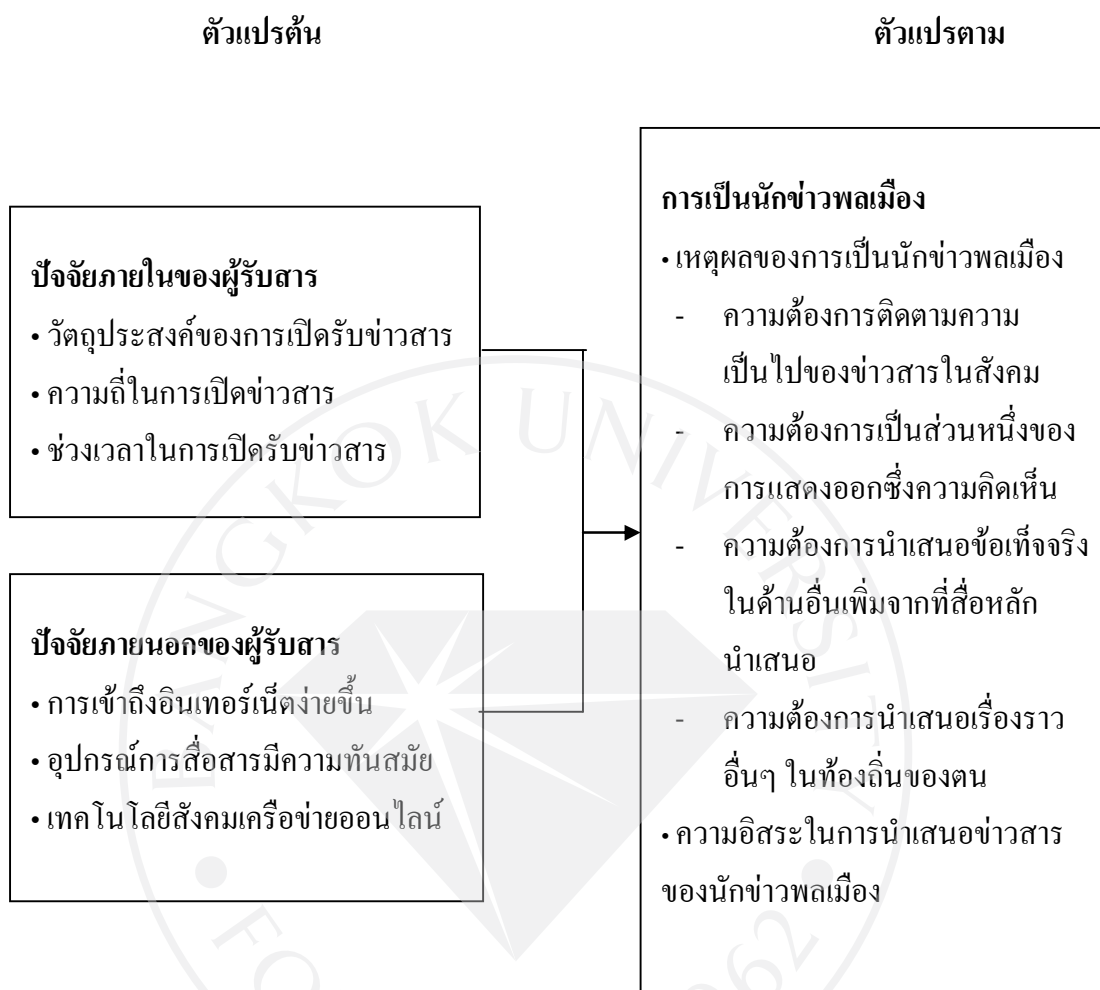 ตัวแปรต้น
ตัวแปรตาม
ปัจจัยภายในของผู้รับสาร
• วัตถุประสงค์ของการเปิดรับข่าวสาร
• ความถี่ในการเปิดข่าวสาร
• ช่วงเวลาในการเปิดรับข่าวสาร
ปัจจัยภายนอกของผู้รับสาร
• การเข้าถึงอินเทอร์เน็ตง่ายขึ้น
• อุปกรณ์การสื่อสารมีความทันสมัย
• เทคโนโลยีสังคมเครือข่ายออนไลน์
การเป็นนักข่าวพลเมือง
• เหตุผลของการเป็นนักข่าวพลเมือง
- ความต้องการติดตามความ
เป็นไปของข่าวสารในสังคม
- ความต้องการเป็นส่วนหนึ่งของ
การแสดงออกซึ่งความคิดเห็น
- ความต้องการนำเสนอข้อเท็จจริง
ในด้านอื่นเพิ่มจากที่สื่อหลัก
นำเสนอ
- ความต้องการนำเสนอเรื่องราว
อื่นๆ ในท้องถิ่นของตน
• ความอิสระในการนำเสนอข่าวสาร
ของนักข่าวพลเมือง
BANGKOK UNIVERSITY